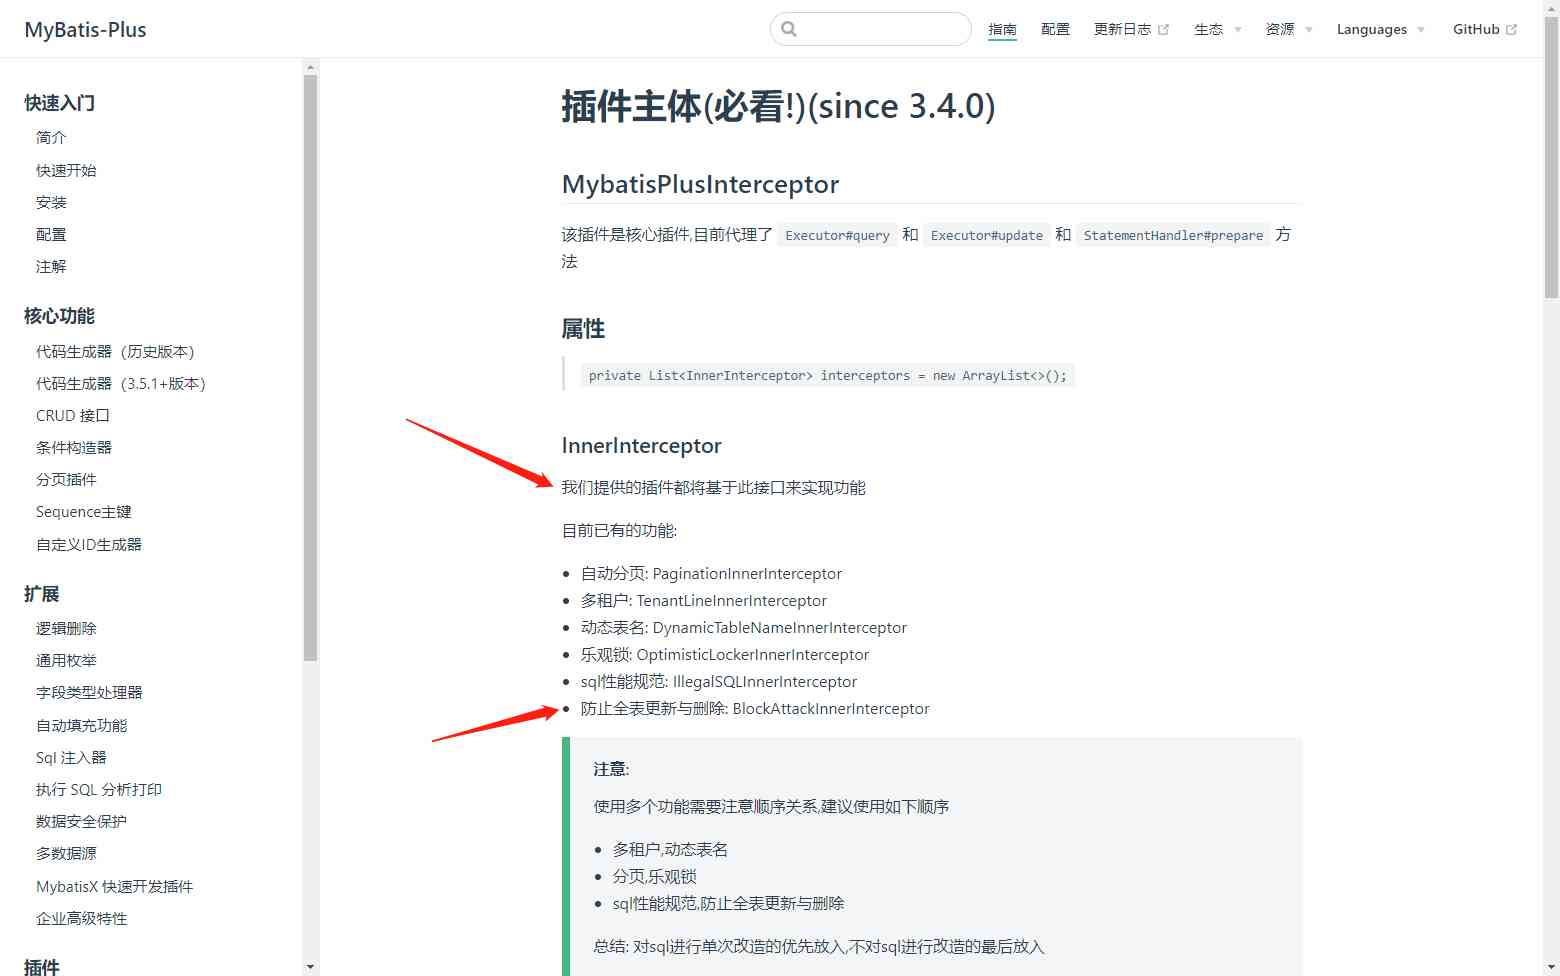 MyBatis-Plus
指南
配置
更新日志
生态
资源
Languages
GitHub
快速入门
简介
快速开始
安装
配置
注解
核心功能
代码生成器（历史版本）
代码生成器（3.5.1+版本）
CRUD 接口
条件构造器
分页插件
Sequence主键
自定义ID生成器
扩展
逻辑删除
通用枚举
字段类型处理器
自动填充功能
Sql 注入器
执行 SQL 分析打印
数据安全保护
多数据源
MybatisX 快速开发插件
企业高级特性
插件
插件主体(必看!)(since 3.4.0)
MybatisPlusInterceptor
该插件是核心插件,目前代理了 Executor#query 和 Executor#update 和 StatementHandler#prepare 方
法
属性
private List<InnerInterceptor> interceptors = new ArrayList<>();
InnerInterceptor
我们提供的插件都将基于此接口来实现功能
目前已有的功能:
自动分页: PaginationInnerInterceptor
多租户: TenantLineInnerInterceptor
动态表名: DynamicTableNameInnerInterceptor
乐观锁: OptimisticLockerInnerInterceptor
sql性能规范: IllegalSQLInnerInterceptor
防止全表更新与删除: BlockAttackInnerInterceptor
注意:
使用多个功能需要注意顺序关系,建议使用如下顺序
多租户,动态表名
分页,乐观锁
sql性能规范,防止全表更新与删除
总结: 对sql进行单次改造的优先放入,不对sql进行改造的最后放入